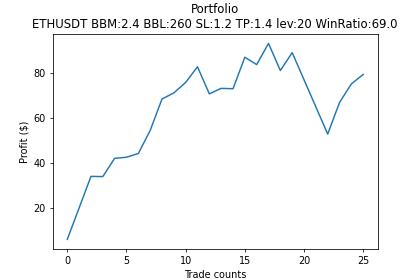 Portfolio
ETHUSDT BBM:2.4 BBL:260 SL:1.2 TP:1.4 lev:20 WinRatio:69.0
80
60
40
20
Profit ($)
0 5 10 15 20 25
Trade counts